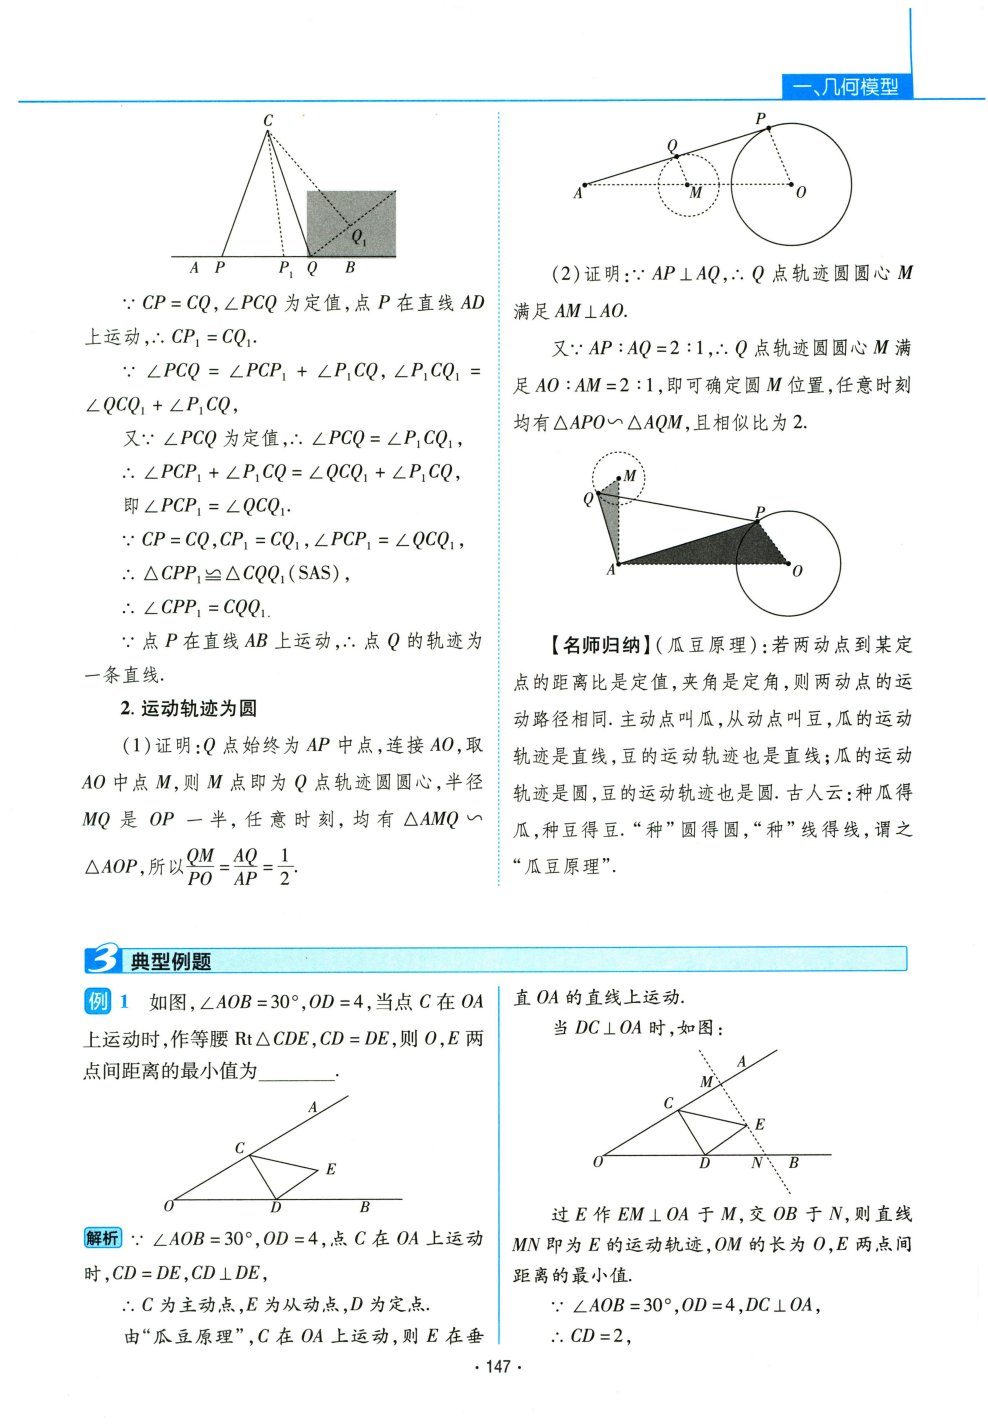 一、几何模型
C
Q₁
A P P₁ Q B
∵ CP=CQ,∠PCQ 为定值,点 P 在直线 AD
上运动,∴ CP₁=CQ₁.
∵ ∠PCQ = ∠PCP₁ + ∠P₁CQ, ∠P₁CQ₁ =
∠QCQ₁+∠P₁CQ,
又∵ ∠PCQ 为定值,∴ ∠PCQ=∠P₁CQ₁,
∴ ∠PCP₁+∠P₁CQ=∠QCQ₁+∠P₁CQ,
即∠PCP₁=∠QCQ₁.
∵ CP=CQ,CP₁=CQ₁,∠PCP₁=∠QCQ₁,
∴ △CPP₁≌△CQQ₁(SAS),
∴ ∠CPP₁=CQQ₁.
∵ 点 P 在直线 AB 上运动,∴ 点 Q 的轨迹为
一条直线.
2. 运动轨迹为圆
(1)证明:Q 点始终为 AP 中点,连接 AO,取
AO 中点 M,则 M 点即为 Q 点轨迹圆圆心,半径
MQ 是 OP 一半,任意时刻,均有△AMQ∽
△AOP,所以QM/PO=AQ/AP=1/2.
P
Q
A M O
(2)证明:∵ AP⊥AQ,∴ Q 点轨迹圆圆心 M
满足 AM⊥AO.
又∵ AP∶AQ=2∶1,∴ Q 点轨迹圆圆心 M 满
足 AO∶AM=2∶1,即可确定圆 M 位置,任意时刻
均有△APO∽△AQM,且相似比为 2.
M
Q
P
A O
【名师归纳】(瓜豆原理):若两动点到某定
点的距离比是定值,夹角是定角,则两动点的运
动路径相同. 主动点叫瓜,从动点叫豆,瓜的运动
轨迹是直线,豆的运动轨迹也是直线;瓜的运动
轨迹是圆,豆的运动轨迹也是圆. 古人云:种瓜得
瓜,种豆得豆. “种”圆得圆,“种”线得线,谓之
“瓜豆原理”.
3 典型例题
例 1 如图,∠AOB=30°,OD=4,当点 C 在 OA
上运动时,作等腰 Rt△CDE,CD=DE,则 O,E 两
点间距离的最小值为________.
A
C
E
O D B
解析 ∵ ∠AOB=30°,OD=4,点 C 在 OA 上运动
时,CD=DE,CD⊥DE,
∴ C 为主动点,E 为从动点,D 为定点.
由“瓜豆原理”,C 在 OA 上运动,则 E 在垂
直 OA 的直线上运动.
当 DC⊥OA 时,如图:
A
M
C
E
O D N B
过 E 作 EM⊥OA 于 M,交 OB 于 N,则直线
MN 即为 E 的运动轨迹,OM 的长为 O,E 两点间
距离的最小值.
∵ ∠AOB=30°,OD=4,DC⊥OA,
∴ CD=2,
·147·